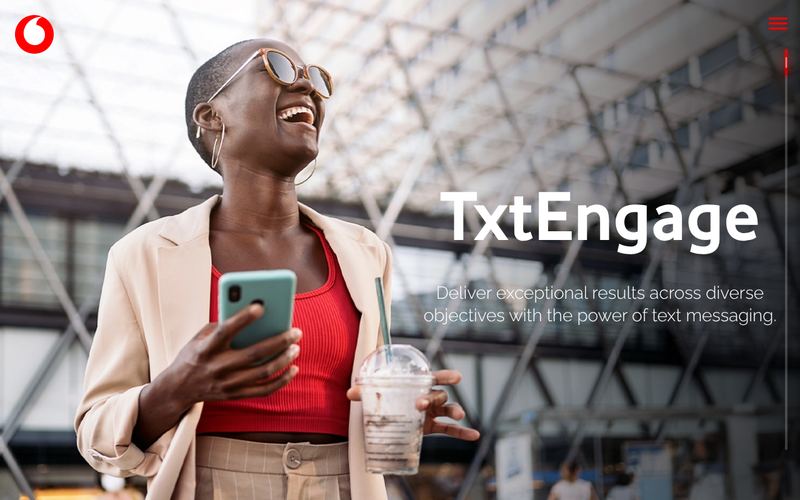 TxtEngage
Deliver exceptional results across diverse
objectives with the power of text messaging.